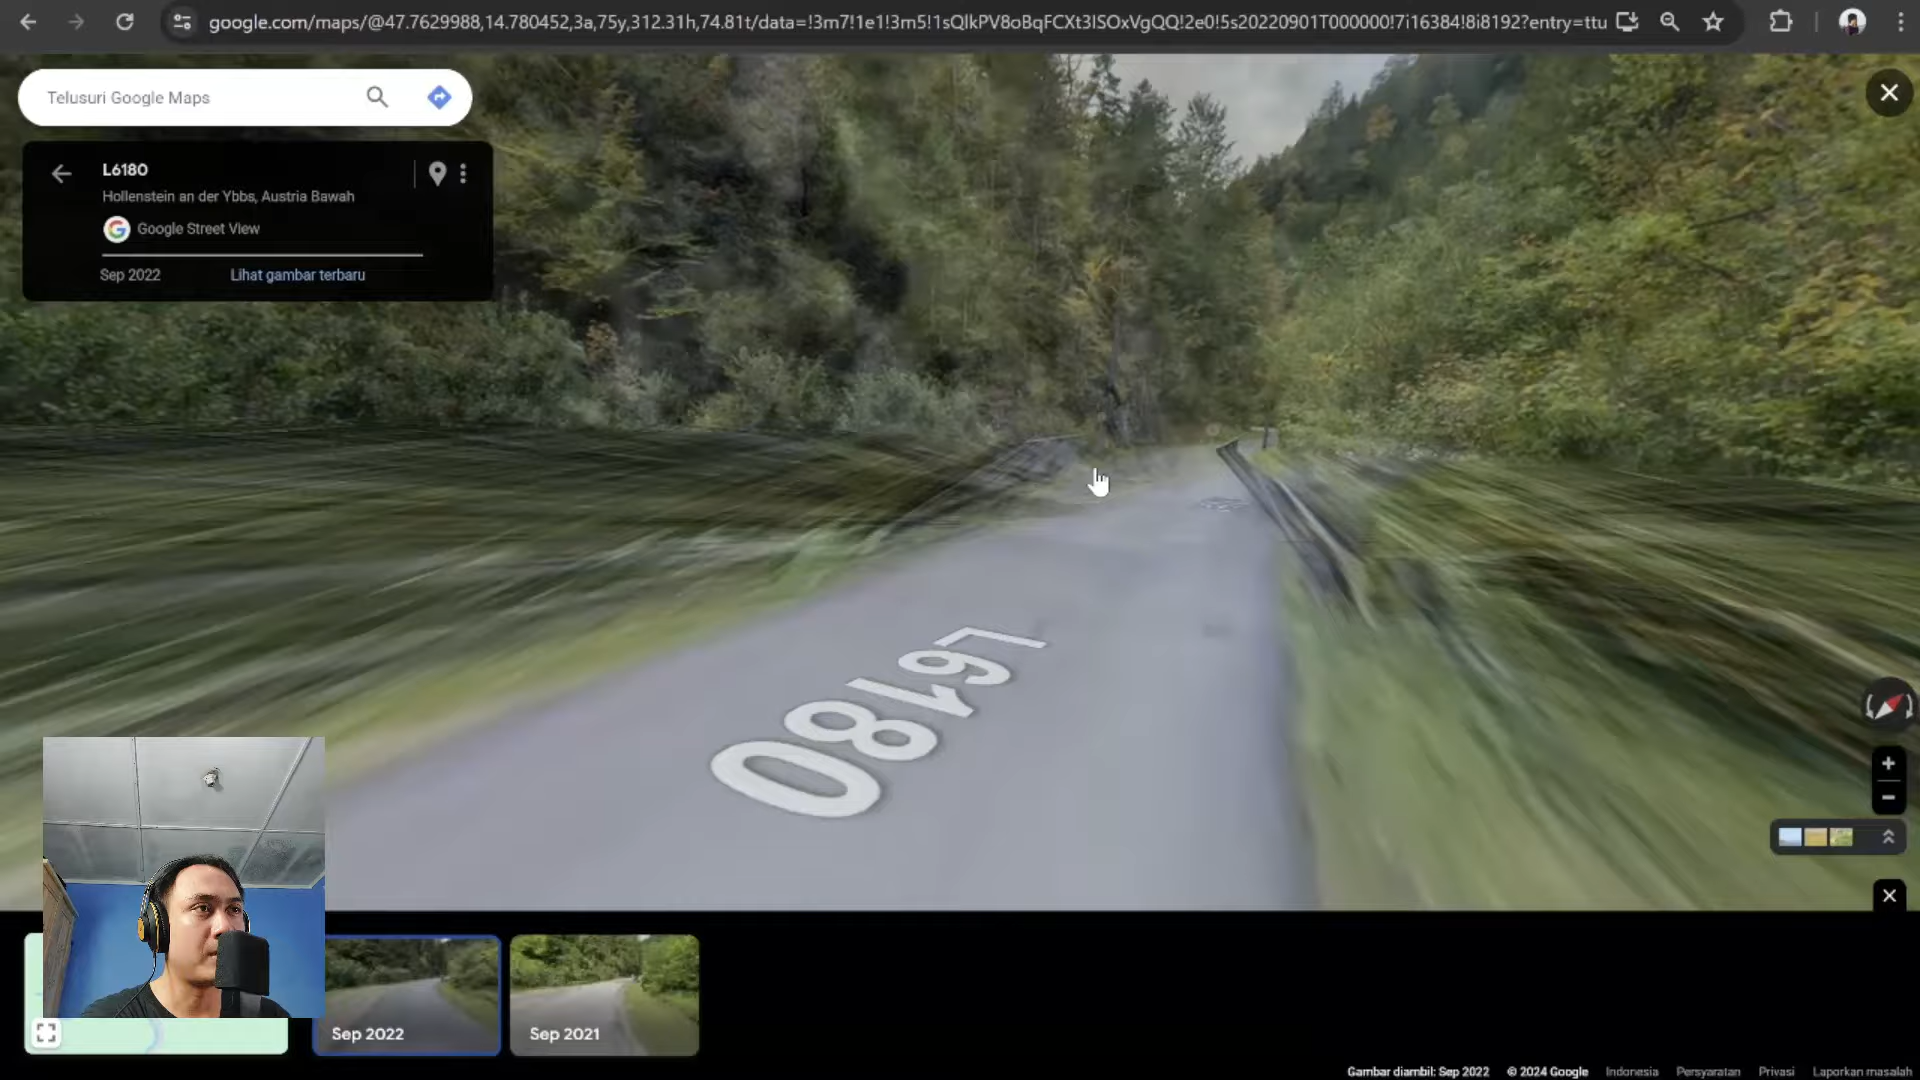 google.com/maps/@47.7629988,14.780452,3a,75y,312.31h,74.81t/data=!3m7!1e1!3m5!1sQlkPV8oBqFCXt3ISOxVgQQ!2e0!5s20220901T000000!7i16384!8i8192?entry=ttu
Telusuri Google Maps
L6180
Hollenstein an der Ybbs, Austria Bawah
Google Street View
Sep 2022
Lihat gambar terbaru
L6180
Sep 2022
Sep 2021
Gambar diambil: Sep 2022
© 2024 Google
Indonesia
Persyaratan
Privasi
Laporkan masalah